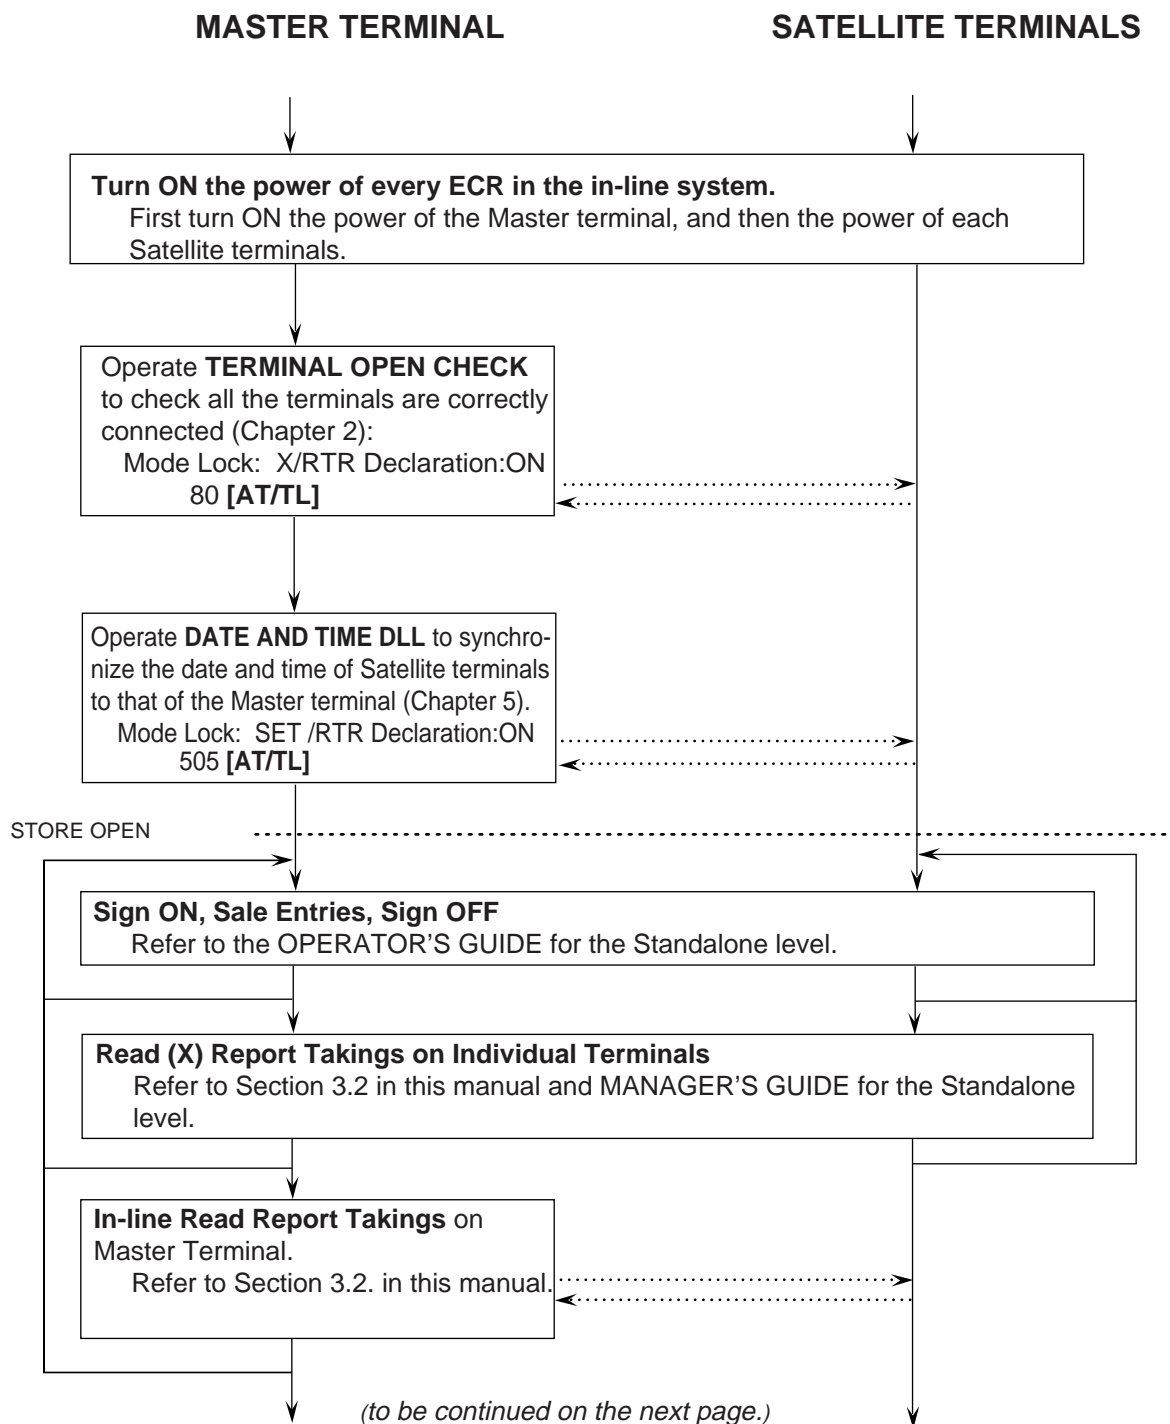 MASTER TERMINAL
SATELLITE TERMINALS
Turn ON the power of every ECR in the in-line system.
First turn ON the power of the Master terminal, and then the power of each
Satellite terminals.
Operate TERMINAL OPEN CHECK
to check all the terminals are correctly
connected (Chapter 2):
Mode Lock: X/RTR Declaration:ON
80 [AT/TL]
Operate DATE AND TIME DLL to synchro-
nize the date and time of Satellite terminals
to that of the Master terminal (Chapter 5).
Mode Lock: SET /RTR Declaration:ON
505 [AT/TL]
STORE OPEN
Sign ON, Sale Entries, Sign OFF
Refer to the OPERATOR'S GUIDE for the Standalone level.
Read (X) Report Takings on Individual Terminals
Refer to Section 3.2 in this manual and MANAGER'S GUIDE for the Standalone
level.
In-line Read Report Takings on
Master Terminal.
Refer to Section 3.2. in this manual.
(to be continued on the next page.)